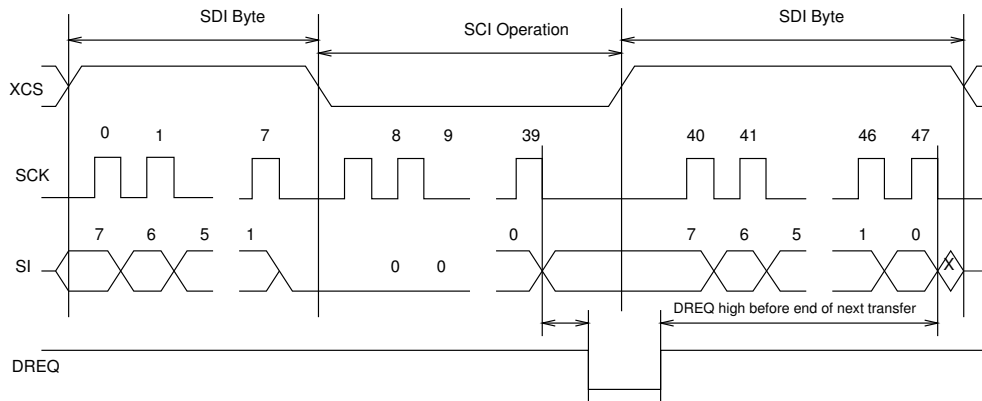 SDI Byte SCI Operation SDI Byte
XCS
0 1 7 8 9 39 40 41 46 47
SCK
7 6 5 1 0 7 6 5 1 0
SI 0 0 X
DREQ high before end of next transfer
DREQ